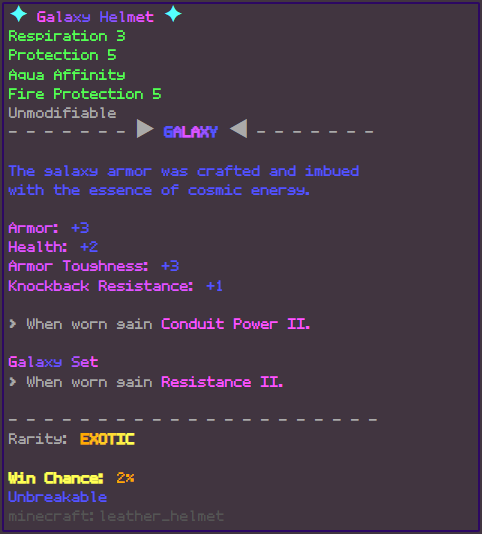 ✦ Galaxy Helmet ✦
Respiration 3
Protection 5
Aqua Affinity
Fire Protection 5
Unmodifiable
- - - - - - - ▶ GALAXY ◀ - - - - - - -
The galaxy armor was crafted and imbued
with the essence of cosmic energy.
Armor: +3
Health: +2
Armor Toughness: +3
Knockback Resistance: +1
> When worn gain Conduit Power II.
Galaxy Set
> When worn gain Resistance II.
- - - - - - - - - - - - - - - - - - - - -
Rarity: EXOTIC
Win Chance: 2%
Unbreakable
minecraft:leather_helmet